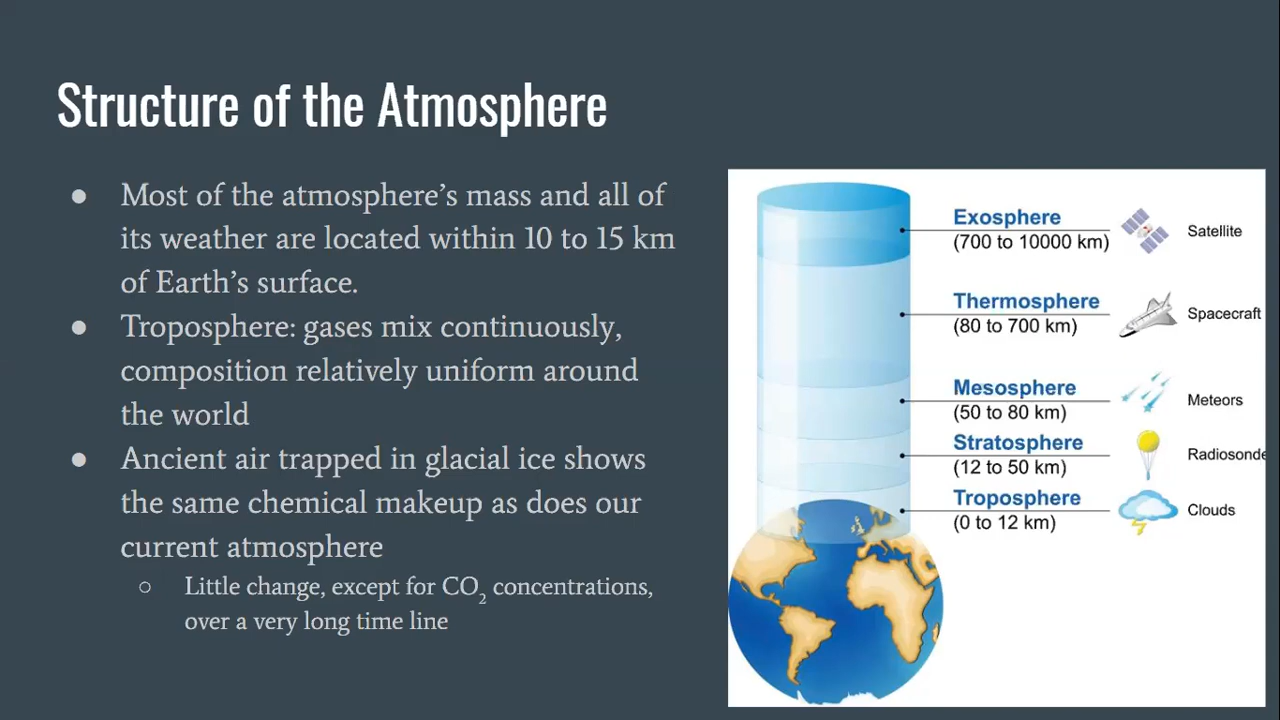 Structure of the Atmosphere
● Most of the atmosphere’s mass and all of
its weather are located within 10 to 15 km
of Earth’s surface.
● Troposphere: gases mix continuously,
composition relatively uniform around
the world
● Ancient air trapped in glacial ice shows
the same chemical makeup as does our
current atmosphere
○ Little change, except for CO₂ concentrations,
over a very long time line
Exosphere
(700 to 10000 km)
Satellite
Thermosphere
(80 to 700 km)
Spacecraft
Mesosphere
(50 to 80 km)
Meteors
Stratosphere
(12 to 50 km)
Radiosonde
Troposphere
(0 to 12 km)
Clouds